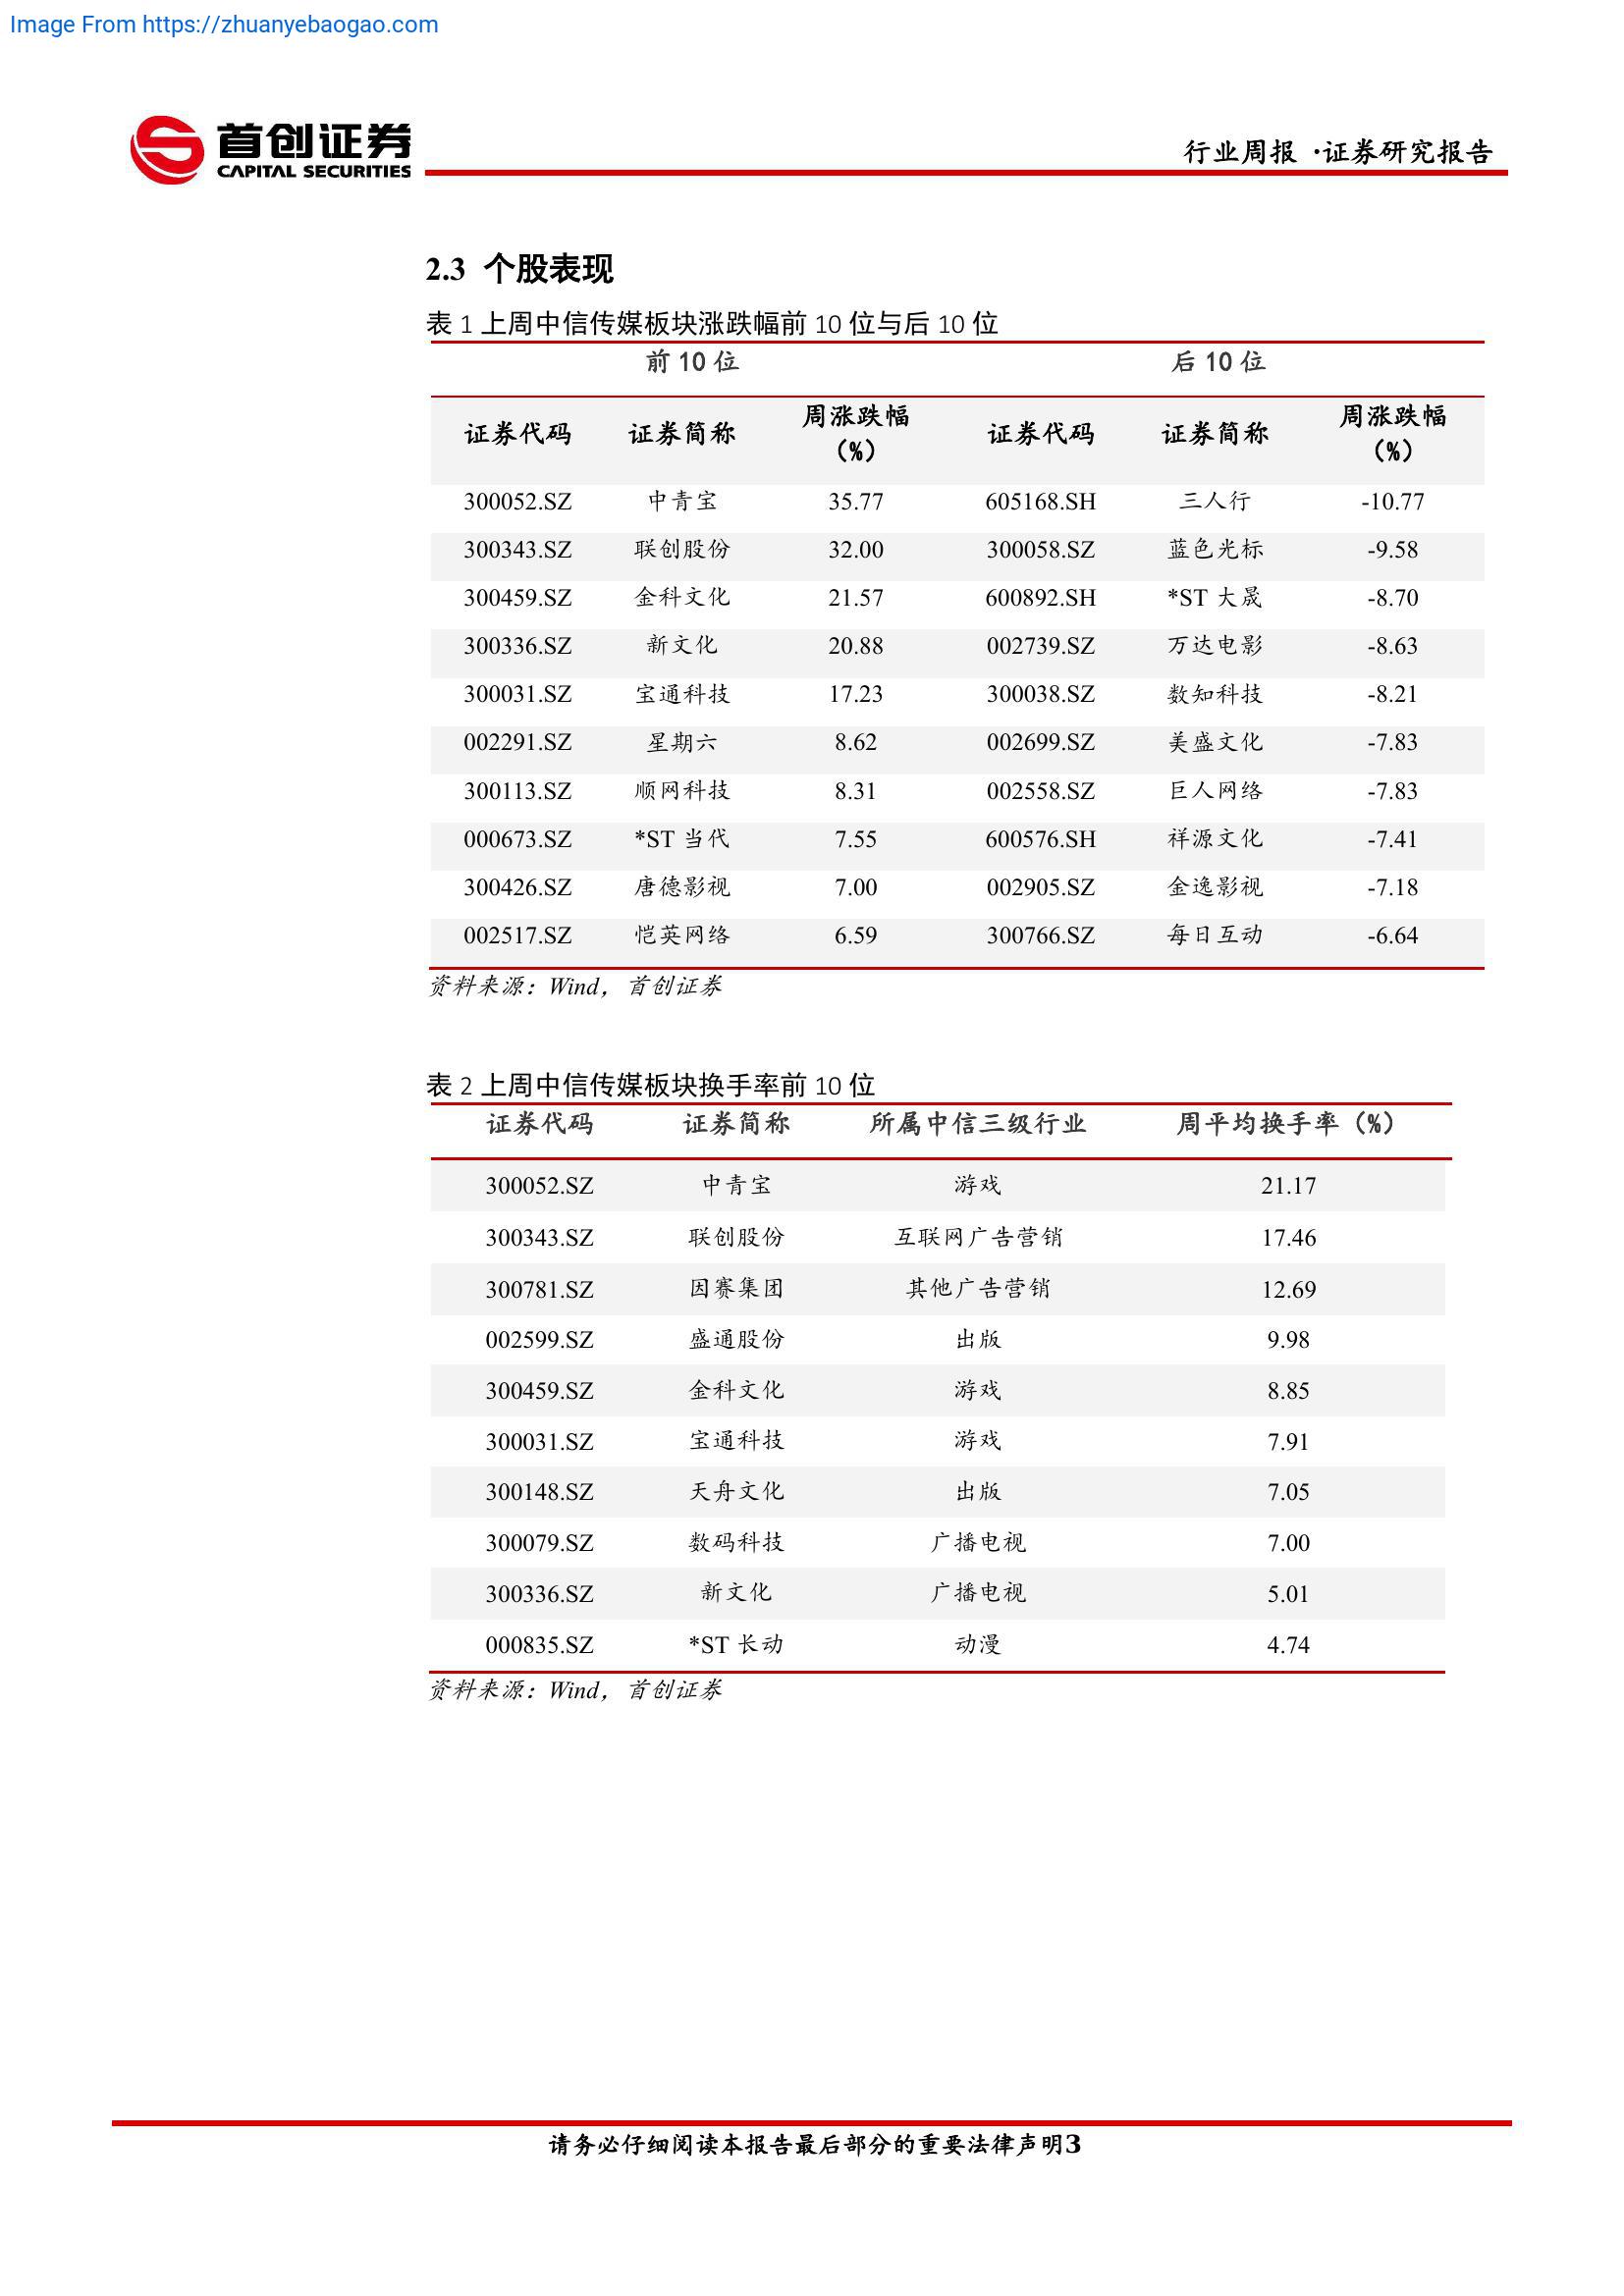 Image From https://zhuanyebaogao.com
首创证券
CAPITAL SECURITIES
行业周报 ·证券研究报告
2.3 个股表现
表 1 上周中信传媒板块涨跌幅前 10 位与后 10 位
前 10 位 后 10 位
证券代码 证券简称 周涨跌幅（%） 证券代码 证券简称 周涨跌幅（%）
300052.SZ 中青宝 35.77 605168.SH 三人行 -10.77
300343.SZ 联创股份 32.00 300058.SZ 蓝色光标 -9.58
300459.SZ 金科文化 21.57 600892.SH *ST 大晟 -8.70
300336.SZ 新文化 20.88 002739.SZ 万达电影 -8.63
300031.SZ 宝通科技 17.23 300038.SZ 数知科技 -8.21
002291.SZ 星期六 8.62 002699.SZ 美盛文化 -7.83
300113.SZ 顺网科技 8.31 002558.SZ 巨人网络 -7.83
000673.SZ *ST 当代 7.55 600576.SH 祥源文化 -7.41
300426.SZ 唐德影视 7.00 002905.SZ 金逸影视 -7.18
002517.SZ 恺英网络 6.59 300766.SZ 每日互动 -6.64
资料来源：Wind，首创证券
表 2 上周中信传媒板块换手率前 10 位
证券代码 证券简称 所属中信三级行业 周平均换手率（%）
300052.SZ 中青宝 游戏 21.17
300343.SZ 联创股份 互联网广告营销 17.46
300781.SZ 因赛集团 其他广告营销 12.69
002599.SZ 盛通股份 出版 9.98
300459.SZ 金科文化 游戏 8.85
300031.SZ 宝通科技 游戏 7.91
300148.SZ 天舟文化 出版 7.05
300079.SZ 数码科技 广播电视 7.00
300336.SZ 新文化 广播电视 5.01
000835.SZ *ST 长动 动漫 4.74
资料来源：Wind，首创证券
请务必仔细阅读本报告最后部分的重要法律声明3